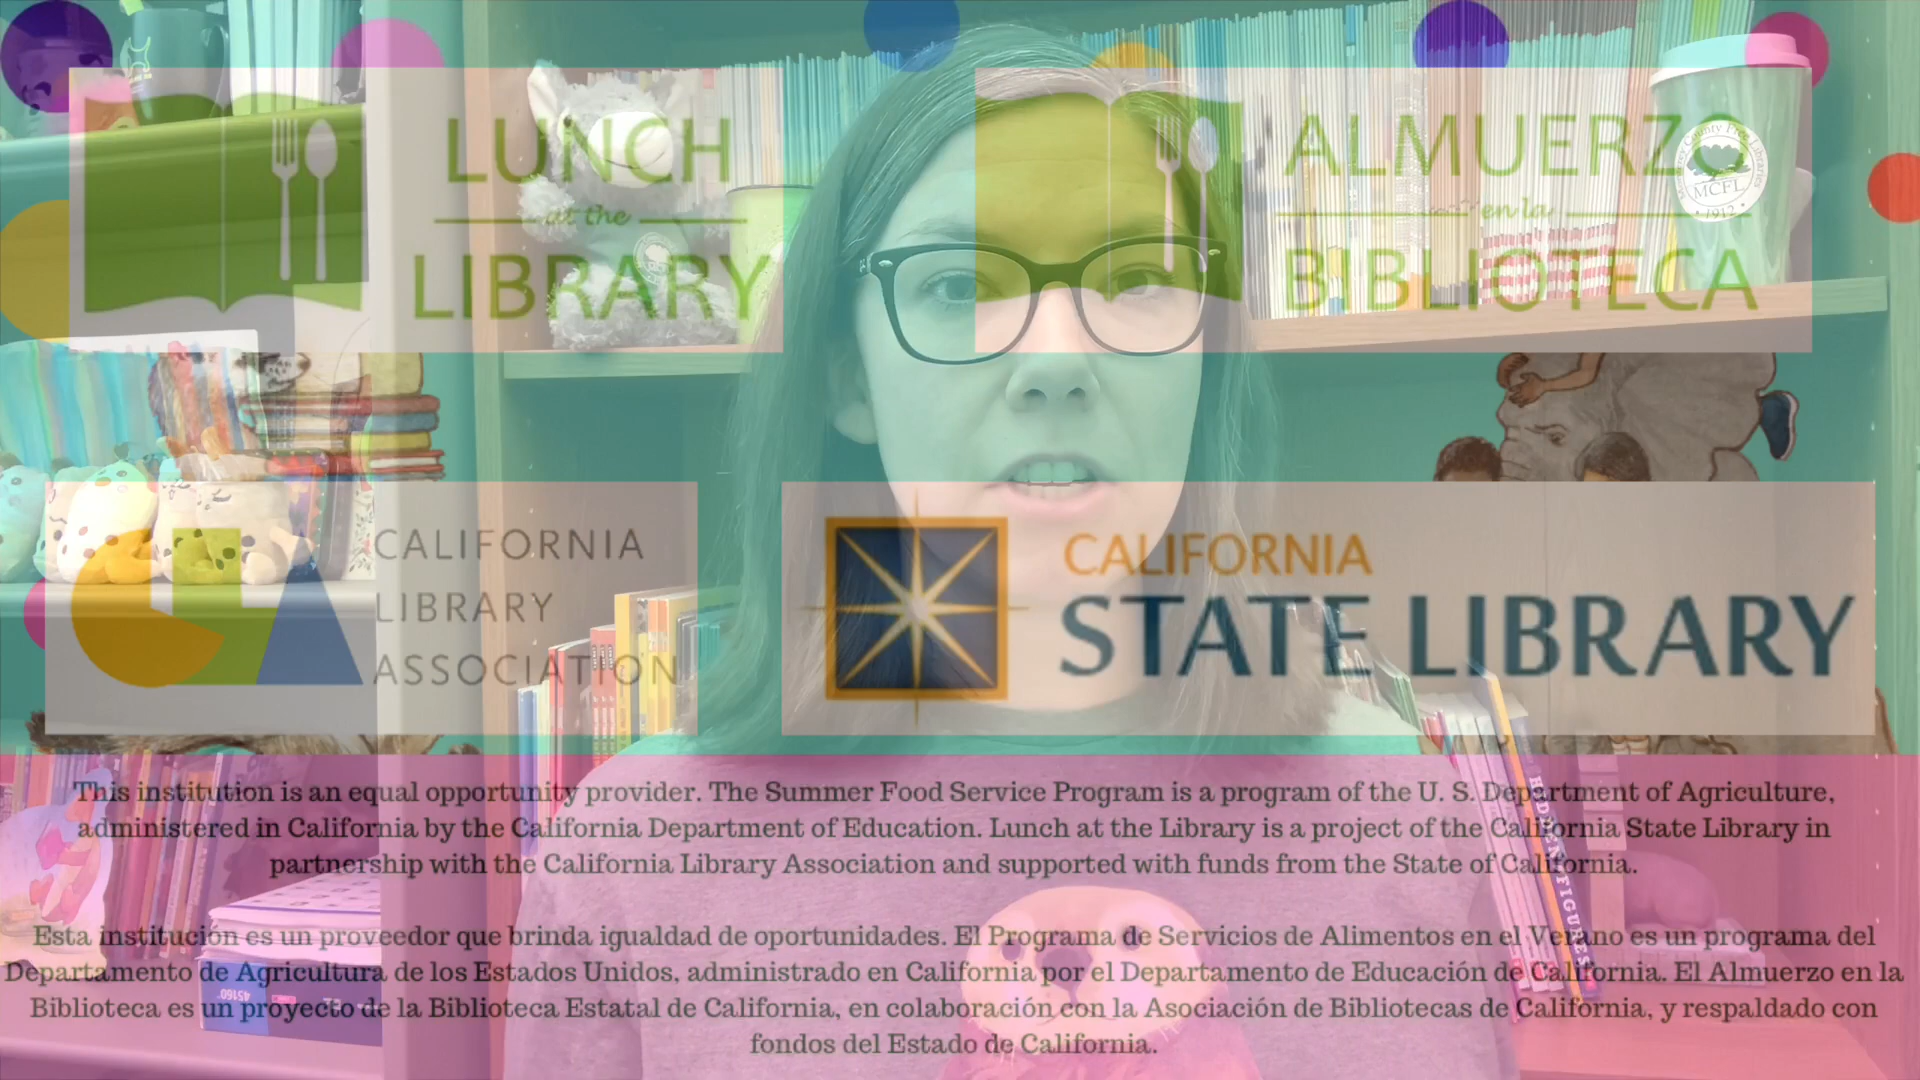 LUNCH
at the
LIBRARY
ALMUERZO
en la
BIBLIOTECA
MCFL
1912
CALIFORNIA
LIBRARY
ASSOCIATION
CALIFORNIA
STATE LIBRARY
HIDDEN FIGURES
This institution is an equal opportunity provider. The Summer Food Service Program is a program of the U. S. Department of Agriculture,
administered in California by the California Department of Education. Lunch at the Library is a project of the California State Library in
partnership with the California Library Association and supported with funds from the State of California.
Esta institución es un proveedor que brinda igualdad de oportunidades. El Programa de Servicios de Alimentos en el Verano es un programa del
Departamento de Agricultura de los Estados Unidos, administrado en California por el Departamento de Educación de California. El Almuerzo en la
Biblioteca es un proyecto de la Biblioteca Estatal de California, en colaboración con la Asociación de Bibliotecas de California, y respaldado con
fondos del Estado de California.